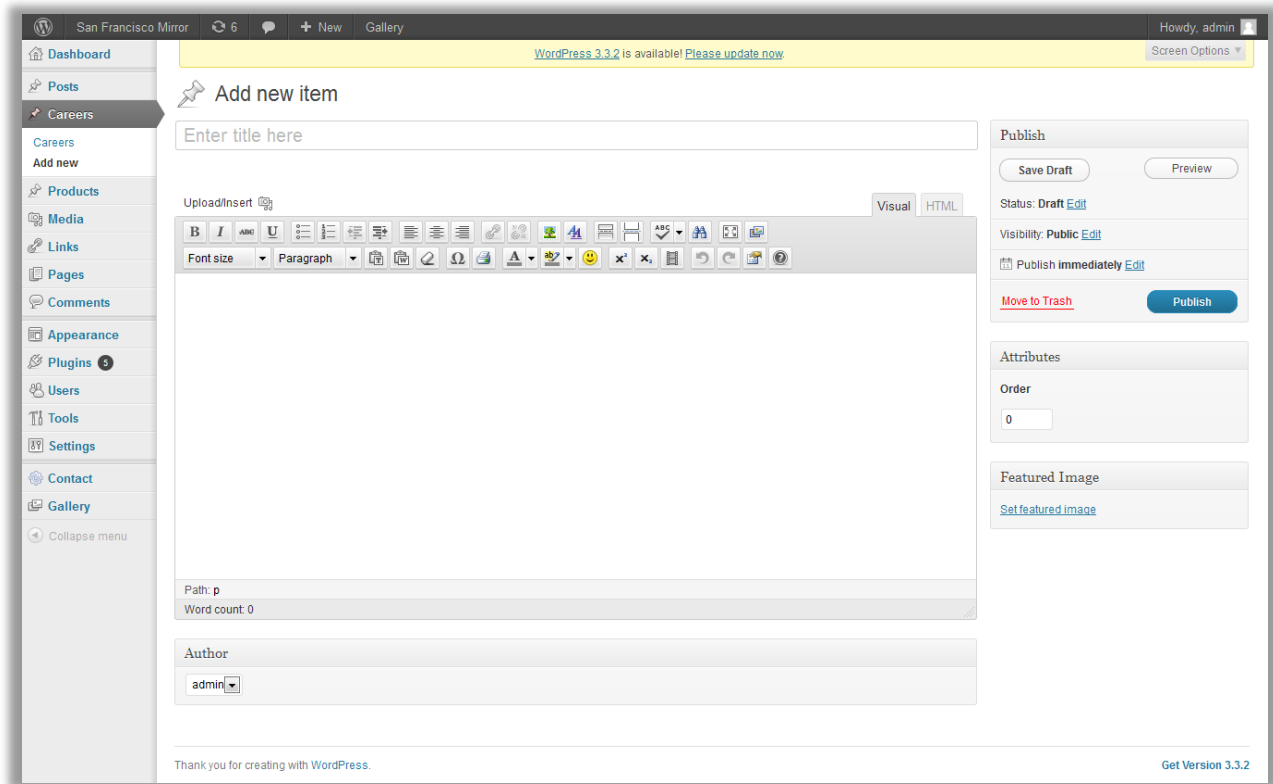 San Francisco Mirror 6 + New Gallery Howdy, admin
WordPress 3.3.2 is available! Please update now.
Screen Options
Dashboard
Posts
Careers
Careers
Add new
Products
Media
Links
Pages
Comments
Appearance
Plugins 5
Users
Tools
Settings
Contact
Gallery
Collapse menu
Add new item
Enter title here
Upload/Insert
Visual HTML
B I ABC U ABC
Font size Paragraph
Path: p
Word count: 0
Author
admin
Publish
Save Draft Preview
Status: Draft Edit
Visibility: Public Edit
Publish immediately Edit
Move to Trash Publish
Attributes
Order
0
Featured Image
Set featured image
Thank you for creating with WordPress.
Get Version 3.3.2